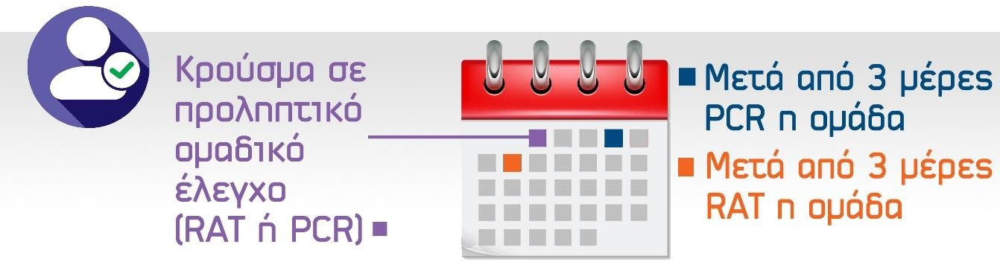 Κρούσμα σε
προληπτικό
ομαδικό
έλεγχο
(RAT ή PCR)
Μετά από 3 μέρες
PCR η ομάδα
Μετά από 3 μέρες
RAT η ομάδα